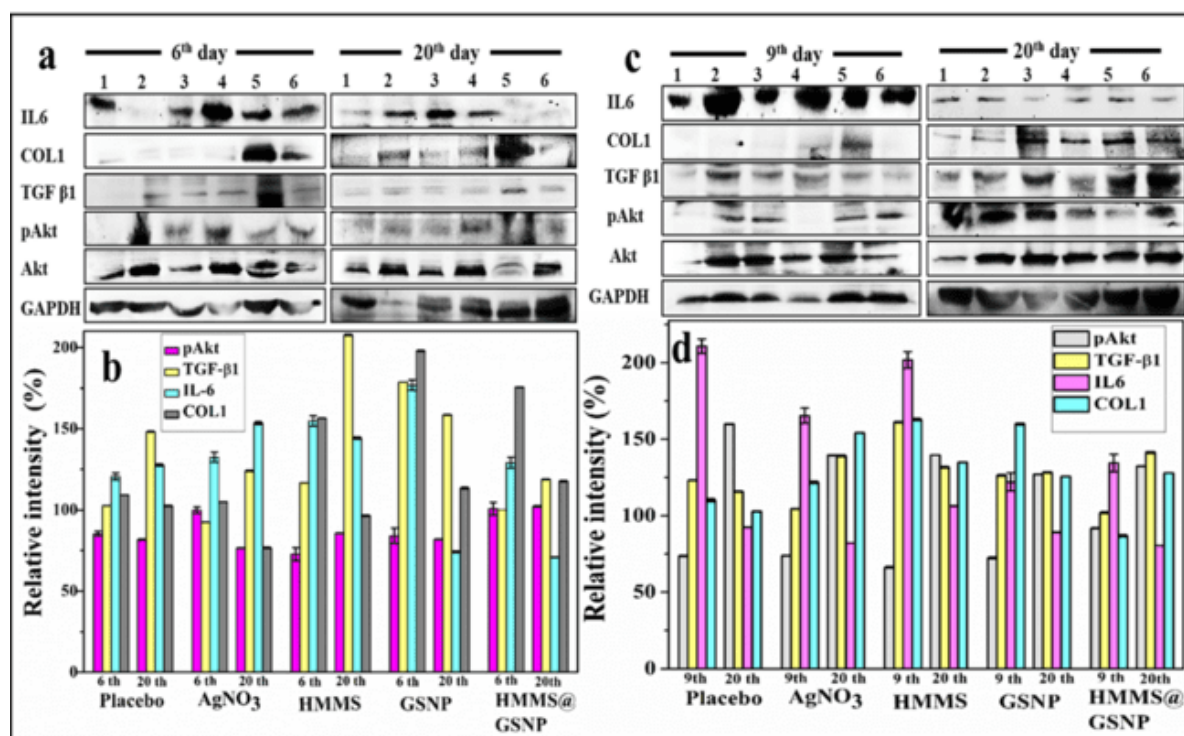 a 6th day 20th day
1 2 3 4 5 6 1 2 3 4 5 6
IL6
COL1
TGF β1
pAkt
Akt
GAPDH
c 9th day 20th day
1 2 3 4 5 6 1 2 3 4 5 6
IL6
COL1
TGF β1
pAkt
Akt
GAPDH
b
pAkt
TGF-β1
IL-6
COL1
Relative intensity (%)
200
150
100
50
0
6 th 20 th 6 th 20 th 6 th 20 th 6 th 20 th 6 th 20th
Placebo AgNO3 HMMS GSNP HMMS@
GSNP
d
pAkt
TGF-β1
IL6
COL1
Relative intensity (%)
200
150
100
50
0
9th 20 th 9th 20 th 9 th 20 th 9 th 20 th 9 th 20th
Placebo AgNO3 HMMS GSNP HMMS@
GSNP